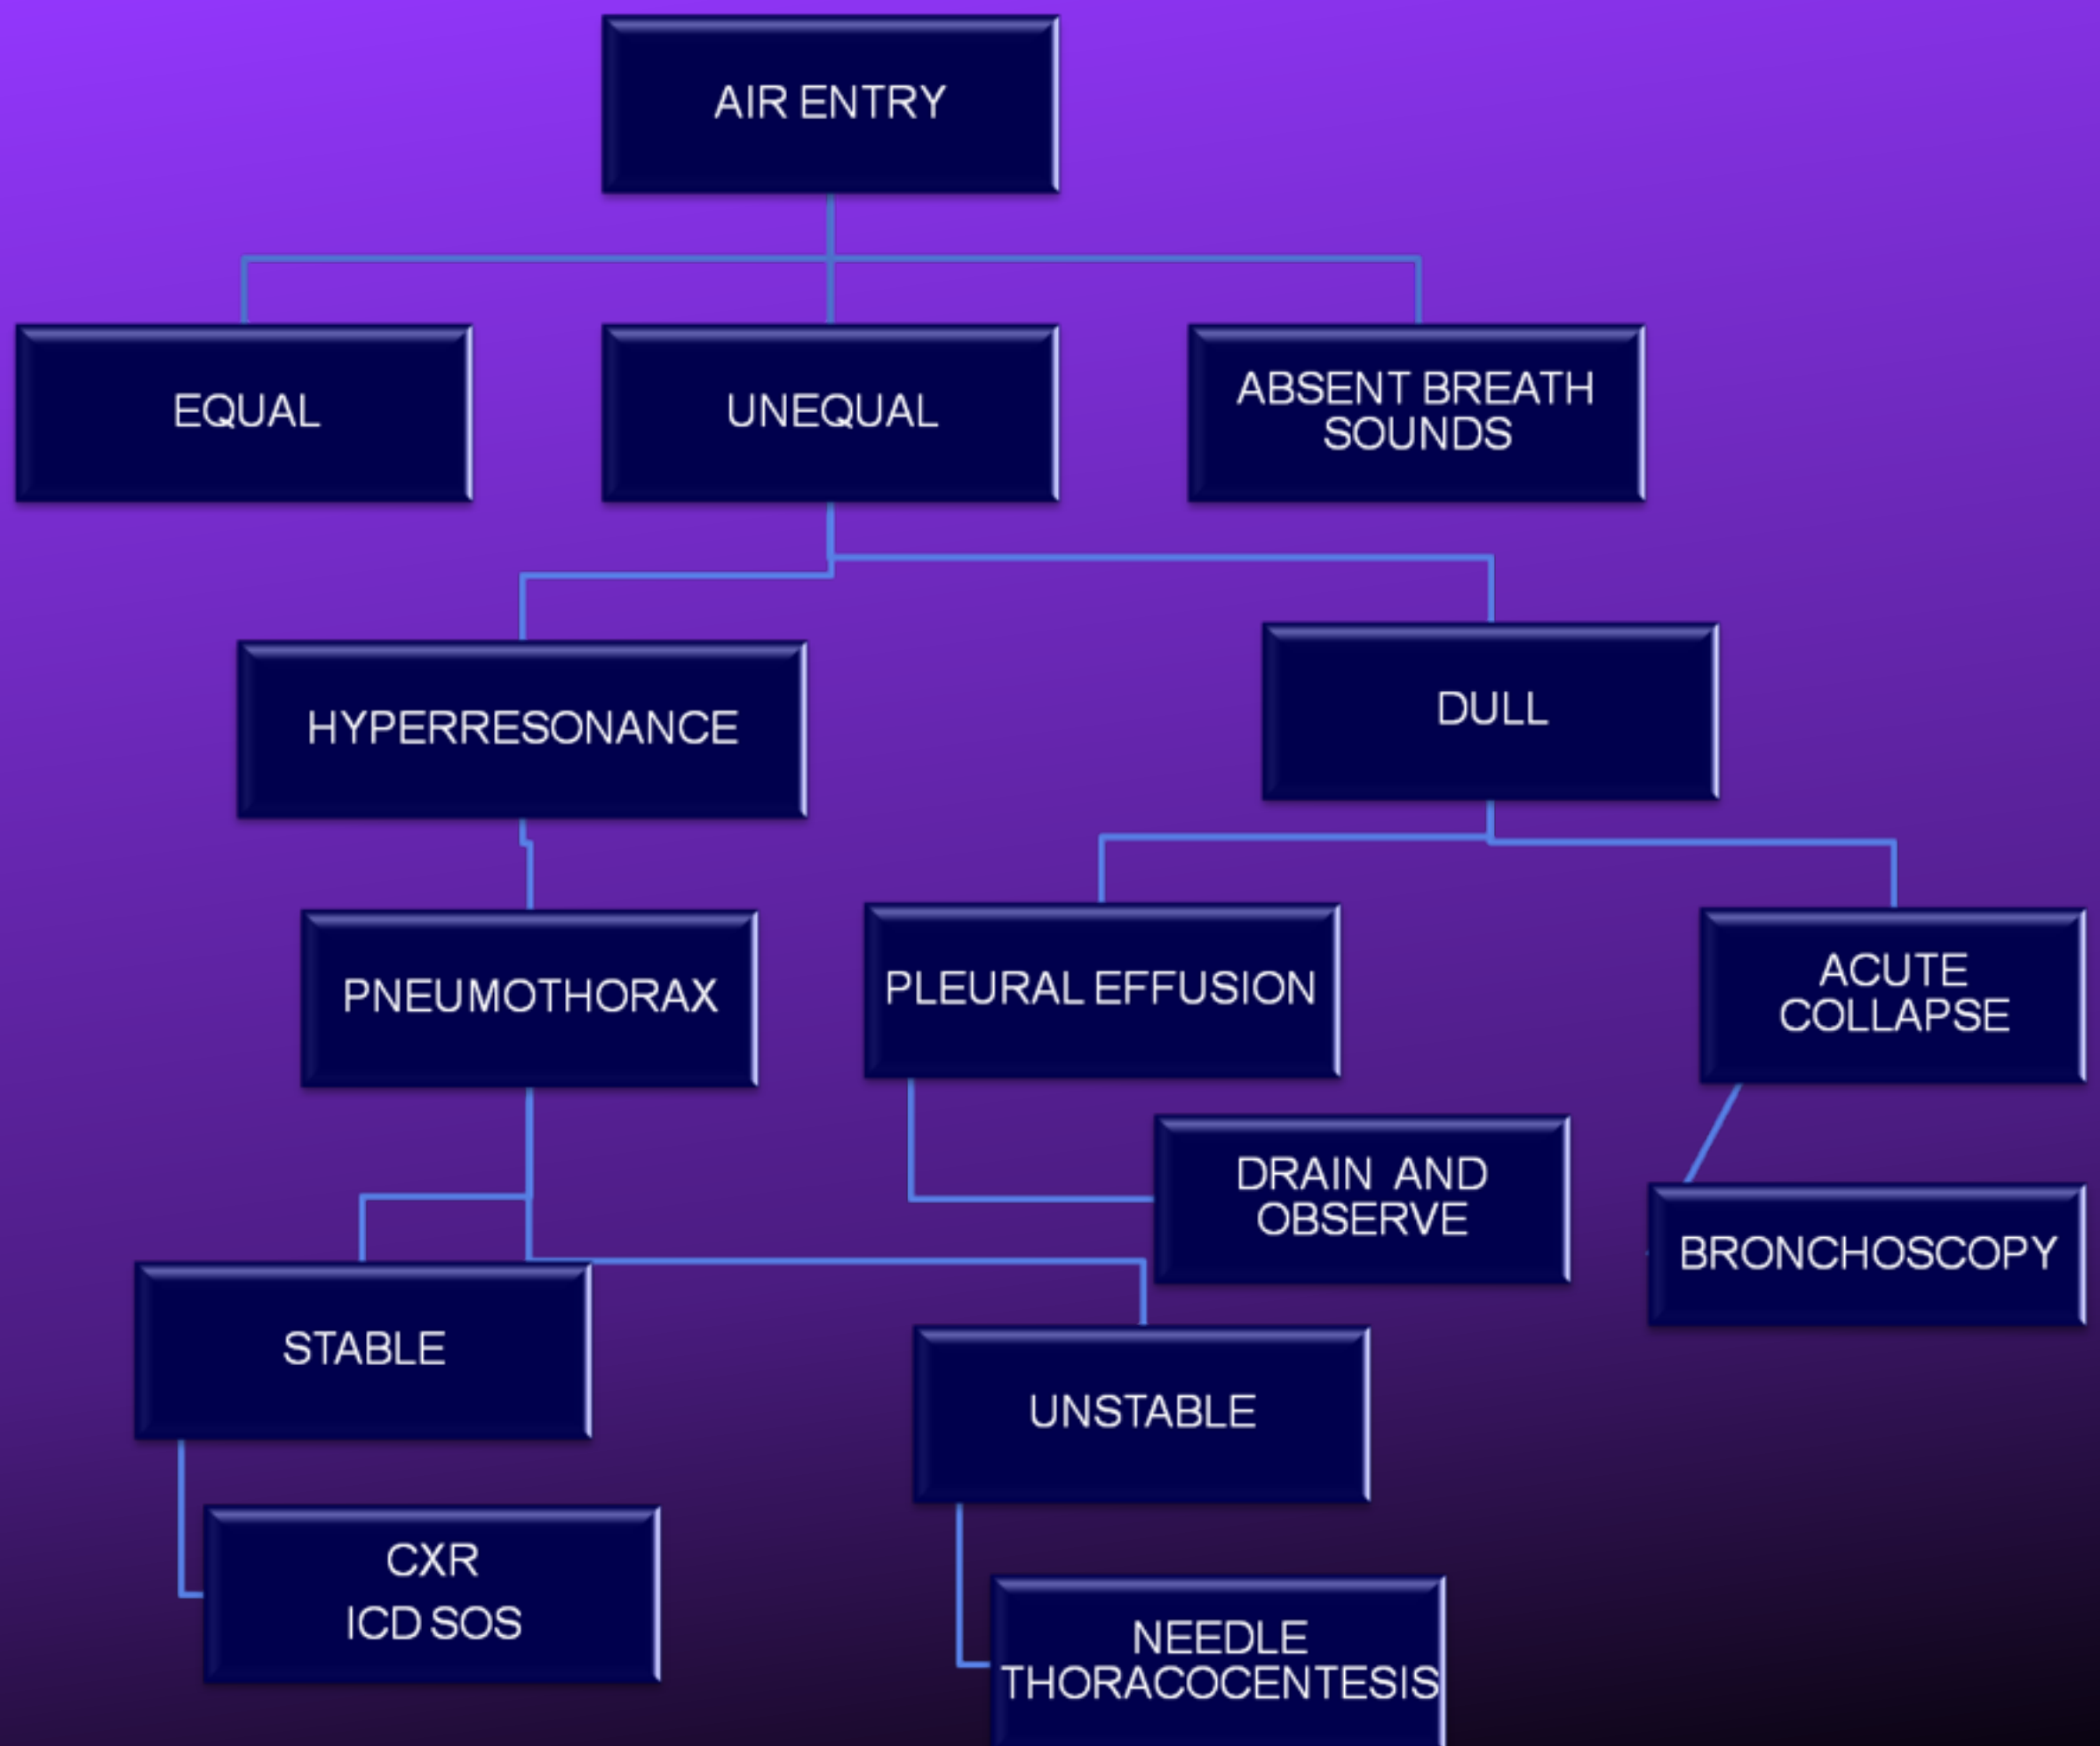 AIR ENTRY
EQUAL
UNEQUAL
ABSENT BREATH
SOUNDS
HYPERRESONANCE
DULL
PNEUMOTHORAX
PLEURAL EFFUSION
ACUTE
COLLAPSE
DRAIN AND
OBSERVE
BRONCHOSCOPY
STABLE
UNSTABLE
CXR
ICD SOS
NEEDLE
THORACOCENTESIS